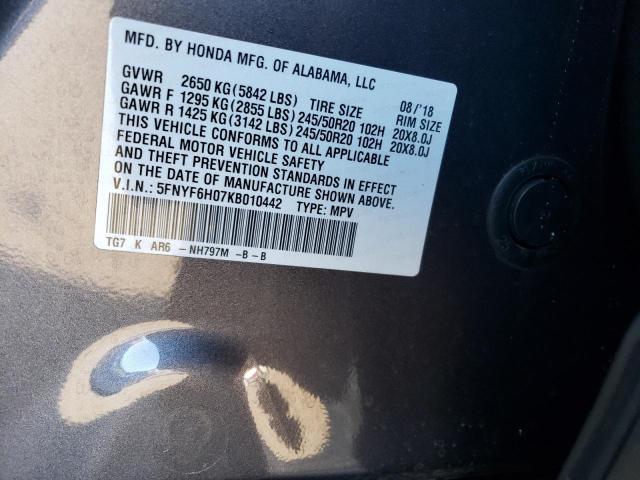 MFD. BY HONDA MFG. OF ALABAMA, LLC
08/'18
GVWR 2650 KG (5842 LBS) TIRE SIZE RIM SIZE
GAWR F 1295 KG (2855 LBS) 245/50R20 102H 20X8.0J
GAWR R 1425 KG (3142 LBS) 245/50R20 102H 20X8.0J
THIS VEHICLE CONFORMS TO ALL APPLICABLE
FEDERAL MOTOR VEHICLE SAFETY
AND THEFT PREVENTION STANDARDS IN EFFECT
ON THE DATE OF MANUFACTURE SHOWN ABOVE.
V.I.N.: 5FNYF6H07KB010442 TYPE: MPV
TG7 K AR6 - NH797M -B - B